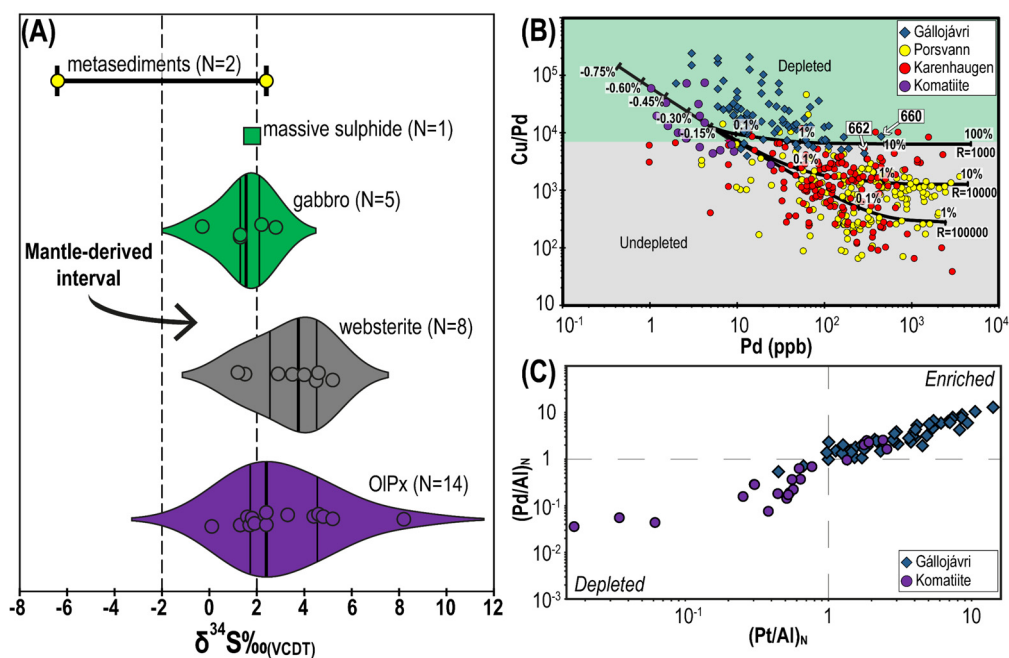 (A)
metasediments (N=2)
massive sulphide (N=1)
gabbro (N=5)
Mantle-derived
interval
websterite (N=8)
OlPx (N=14)
-8 -6 -4 -2 0 2 4 6 8 10 12
δ³⁴S‰(VCDT)
(B)
Gállojávri
Porsvann
Karenhaugen
Komatiite
Depleted
Undepleted
-0.75%
-0.60%
-0.45%
-0.30%
-0.15%
0.1% 1% 10% 100%
R=1000
662 660
0.1% 1% 10%
R=10000
0.1% 1%
R=100000
Cu/Pd
10⁵
10⁴
10³
10²
10
10⁻¹ 1 10 10² 10³ 10⁴
Pd (ppb)
(C)
Enriched
Depleted
Gállojávri
Komatiite
(Pd/Al)N
10
1
10⁻¹
10⁻²
10⁻³
10⁻¹ 1 10
(Pt/Al)N